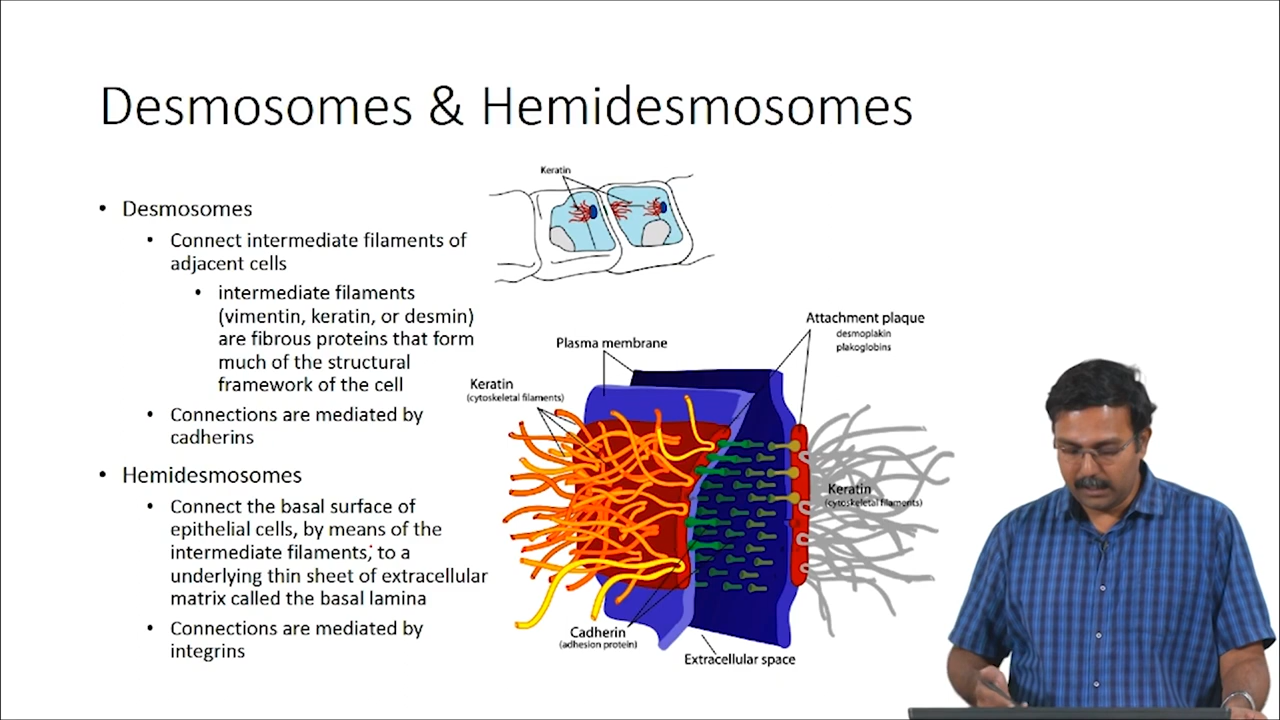 Desmosomes & Hemidesmosomes
• Desmosomes
• Connect intermediate filaments of
adjacent cells
• intermediate filaments
(vimentin, keratin, or desmin)
are fibrous proteins that form
much of the structural
framework of the cell
• Connections are mediated by
cadherins
• Hemidesmosomes
• Connect the basal surface of
epithelial cells, by means of the
intermediate filaments, to a
underlying thin sheet of extracellular
matrix called the basal lamina
• Connections are mediated by
integrins
Keratin
Attachment plaque
desmoplakin
plakoglobins
Plasma membrane
Keratin
(cytoskeletal filaments)
Keratin
(cytoskeletal filaments)
Cadherin
(adhesion protein)
Extracellular space